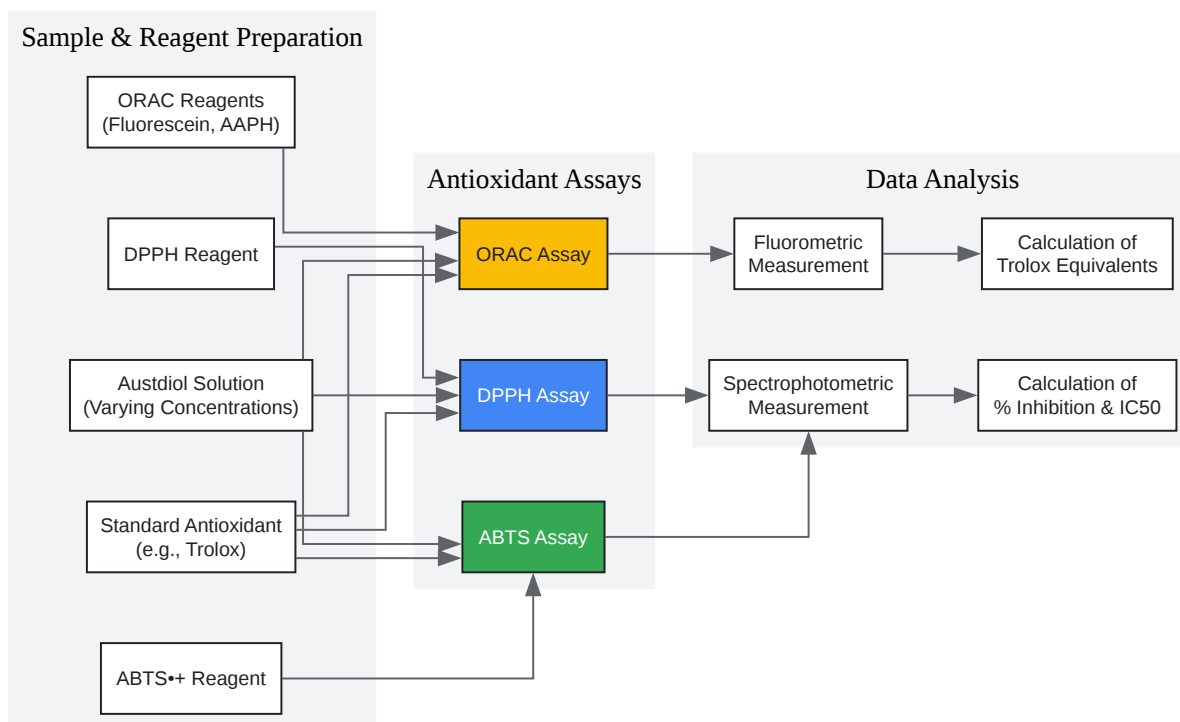 Sample & Reagent Preparation
ORAC Reagents
(Fluorescein, AAPH)
DPPH Reagent
Austdiol Solution
(Varying Concentrations)
Standard Antioxidant
(e.g., Trolox)
ABTS•+ Reagent
Antioxidant Assays
ORAC Assay
DPPH Assay
ABTS Assay
Data Analysis
Fluorometric
Measurement
Calculation of
Trolox Equivalents
Spectrophotometric
Measurement
Calculation of
% Inhibition & IC50